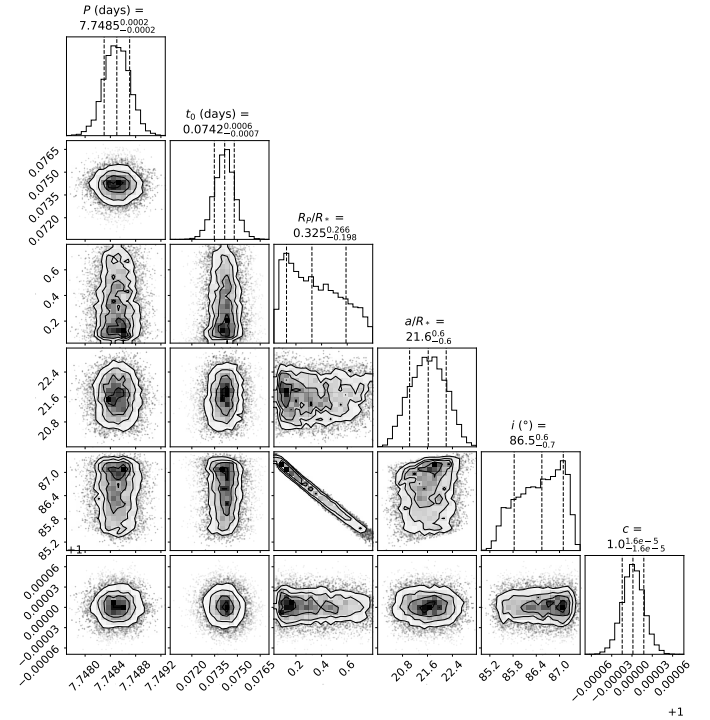 P (days) =
7.7485^{0.0002}_{−0.0002}
t_0 (days) =
0.0742^{0.0006}_{−0.0007}
R_P/R_* =
0.325^{0.266}_{−0.198}
a/R_* =
21.6^{0.6}_{−0.6}
i (°) =
86.5^{0.6}_{−0.7}
c =
1.0^{1.6e−5}_{−1.6e−5}
0.0765
0.0750
0.0735
0.0720
0.6
0.4
0.2
22.4
21.6
20.8
87.0
86.4
85.8
85.2
+1
0.00006
0.00003
0.00000
−0.00003
−0.00006
7.7480 7.7484 7.7488 7.7492
0.0720 0.0735 0.0750 0.0765
0.2 0.4 0.6
20.8 21.6 22.4
85.2 85.8 86.4 87.0
−0.00006 −0.00003 0.00000 0.00003 0.00006
+1